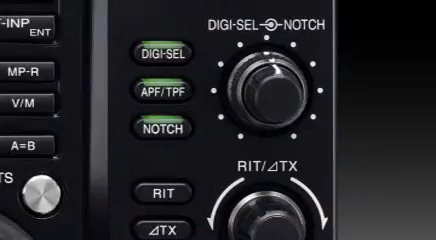 -INP
ENT
MP-R
V/M
A=B
TS
DIGI-SEL NOTCH
DIGI-SEL
APF/TPF
NOTCH
RIT/⊿TX
RIT
⊿TX